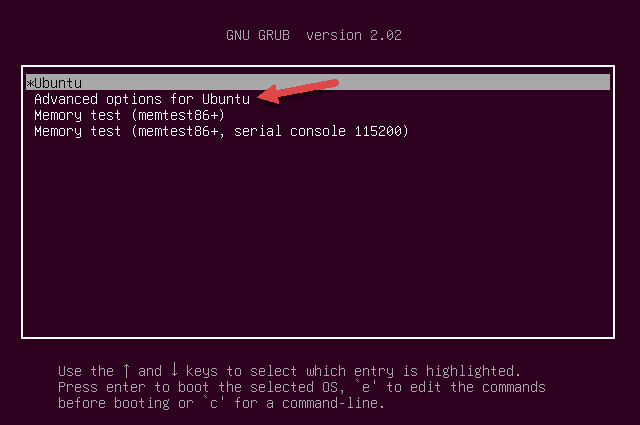 GNU GRUB  version 2.02
*Ubuntu
Advanced options for Ubuntu
Memory test (memtest86+)
Memory test (memtest86+, serial console 115200)
Use the ↑ and ↓ keys to select which entry is highlighted.
Press enter to boot the selected OS, `e' to edit the commands
before booting or `c' for a command-line.